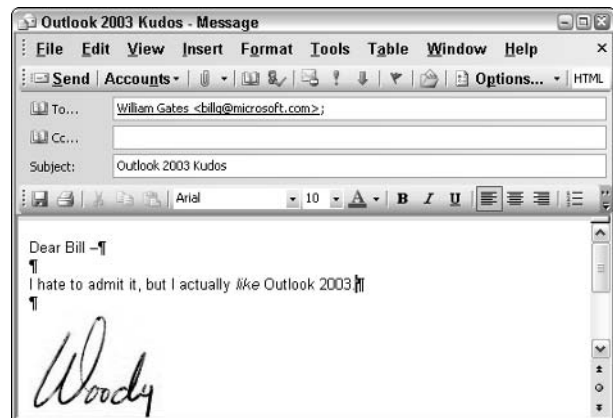 Outlook 2003 Kudos - Message
File Edit View Insert Format Tools Table Window Help
Send Accounts Options... HTML
To... William Gates <billg@microsoft.com>;
Cc...
Subject: Outlook 2003 Kudos
Arial 10 A B I U
Dear Bill –¶
¶
I hate to admit it, but I actually like Outlook 2003.¶
¶
Woody